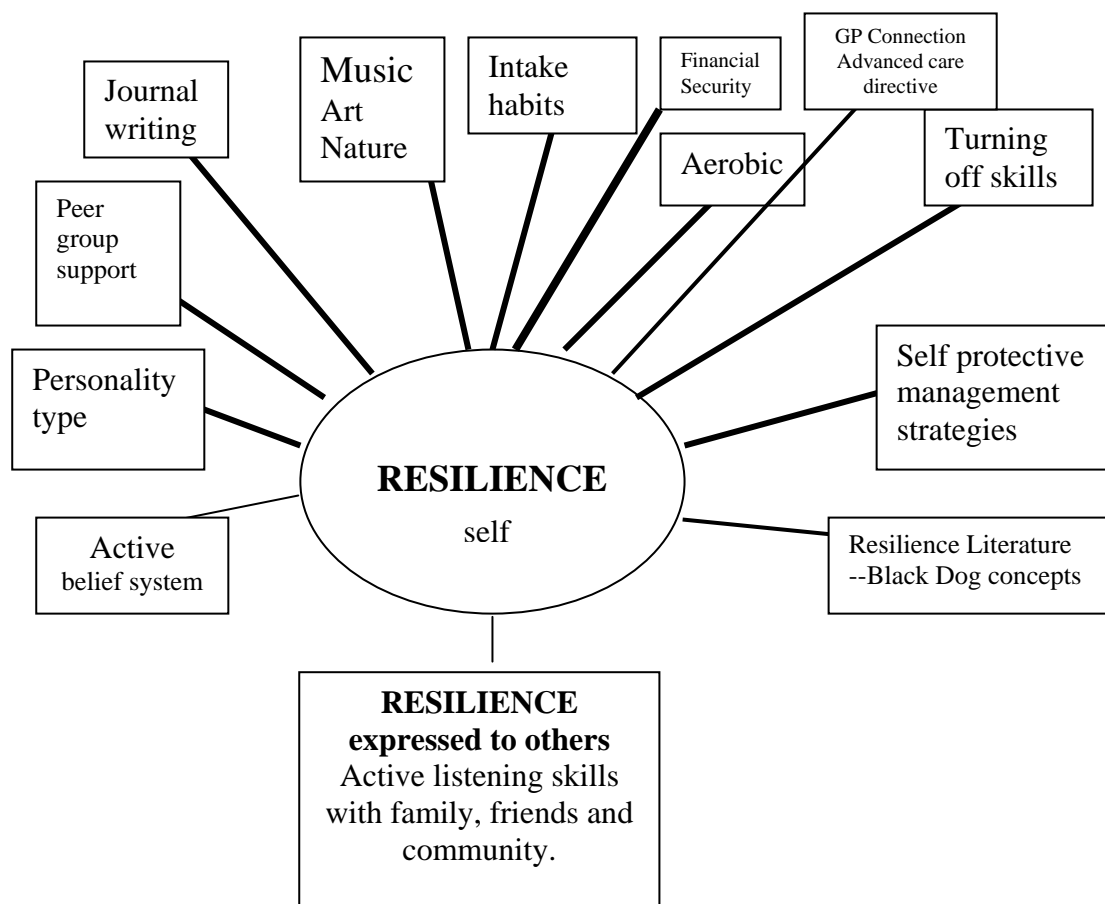 Journal
writing
Music
Art
Nature
Intake
habits
Financial
Security
GP Connection
Advanced care
directive
Aerobic
Turning
off skills
Peer
group
support
Personality
type
Self protective
management
strategies
RESILIENCE
self
Active
belief system
Resilience Literature
--Black Dog concepts
RESILIENCE
expressed to others
Active listening skills
with family, friends and
community.